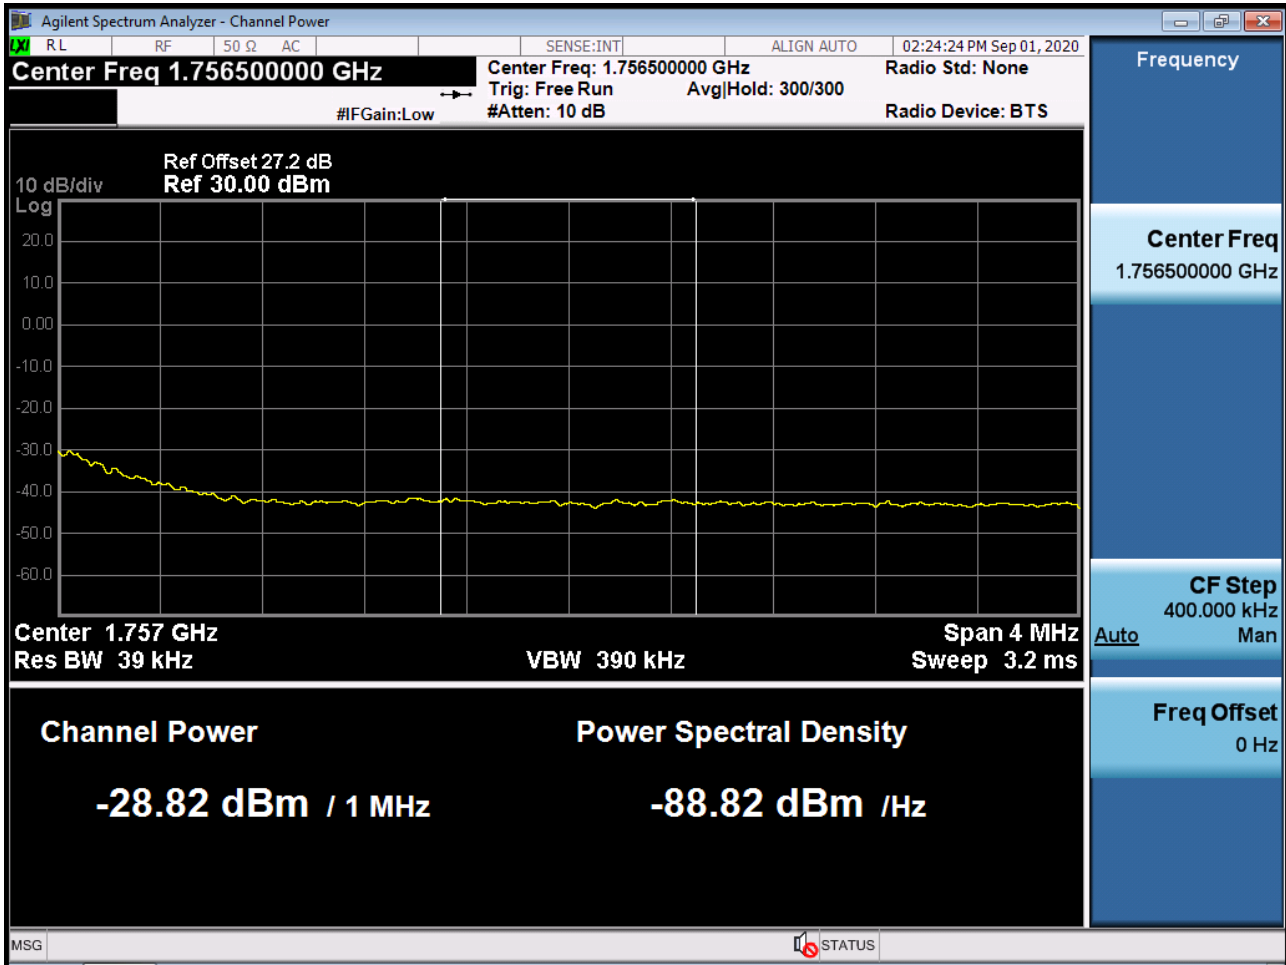 Agilent Spectrum Analyzer - Channel Power
LXI RL RF 50 Ω AC SENSE:INT ALIGN AUTO 02:24:24 PM Sep 01, 2020
Center Freq 1.756500000 GHz
Center Freq: 1.756500000 GHz
Radio Std: None
Trig: Free Run Avg|Hold: 300/300
#IFGain:Low
#Atten: 10 dB
Radio Device: BTS
Ref Offset 27.2 dB
10 dB/div Ref 30.00 dBm
Log
20.0
10.0
0.00
-10.0
-20.0
-30.0
-40.0
-50.0
-60.0
Center 1.757 GHz Span 4 MHz
Res BW 39 kHz VBW 390 kHz Sweep 3.2 ms
Channel Power Power Spectral Density
-28.82 dBm / 1 MHz -88.82 dBm /Hz
Frequency
Center Freq
1.756500000 GHz
CF Step
400.000 kHz
Auto Man
Freq Offset
0 Hz
MSG STATUS